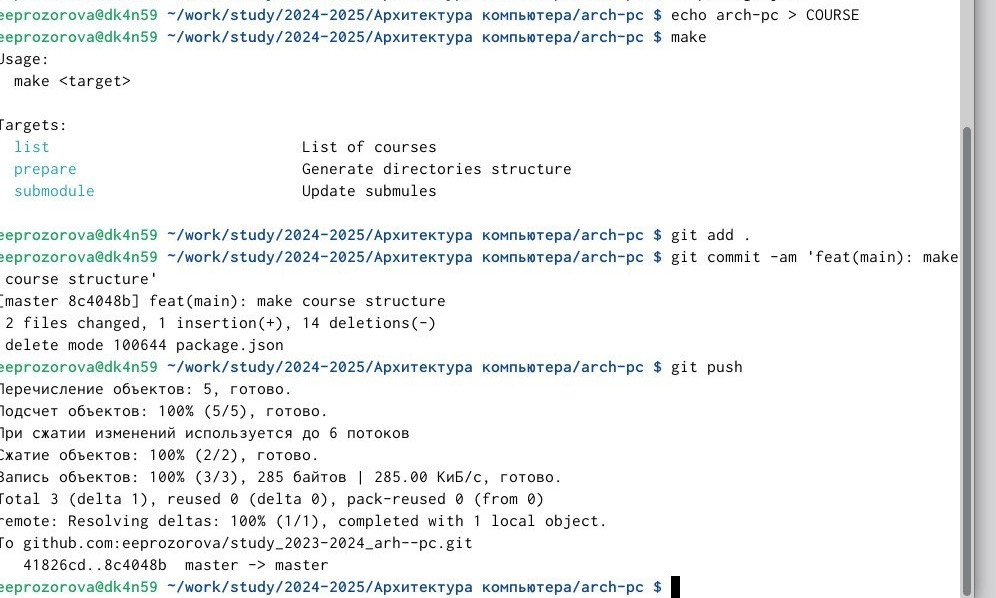 eeprozorova@dk4n59 ~/work/study/2024-2025/Архитектура компьютера/arch-pc $ echo arch-pc > COURSE
eeprozorova@dk4n59 ~/work/study/2024-2025/Архитектура компьютера/arch-pc $ make
Usage:
  make <target>

Targets:
  list                            List of courses
  prepare                         Generate directories structure
  submodule                       Update submules

eeprozorova@dk4n59 ~/work/study/2024-2025/Архитектура компьютера/arch-pc $ git add .
eeprozorova@dk4n59 ~/work/study/2024-2025/Архитектура компьютера/arch-pc $ git commit -am 'feat(main): make
 course structure'
[master 8c4048b] feat(main): make course structure
 2 files changed, 1 insertion(+), 14 deletions(-)
 delete mode 100644 package.json
eeprozorova@dk4n59 ~/work/study/2024-2025/Архитектура компьютера/arch-pc $ git push
Перечисление объектов: 5, готово.
Подсчет объектов: 100% (5/5), готово.
При сжатии изменений используется до 6 потоков
Сжатие объектов: 100% (2/2), готово.
Запись объектов: 100% (3/3), 285 байтов | 285.00 КиБ/с, готово.
Total 3 (delta 1), reused 0 (delta 0), pack-reused 0 (from 0)
remote: Resolving deltas: 100% (1/1), completed with 1 local object.
To github.com:eeprozorova/study_2023-2024_arh--pc.git
   41826cd..8c4048b  master -> master
eeprozorova@dk4n59 ~/work/study/2024-2025/Архитектура компьютера/arch-pc $